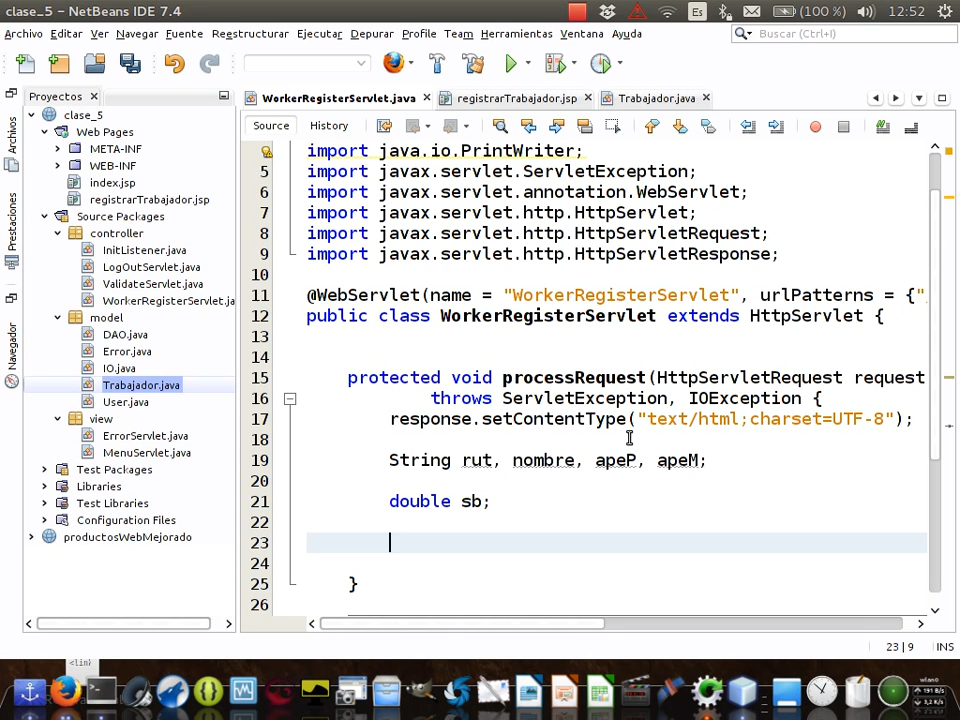 clase_5 - NetBeans IDE 7.4
Es
(100 %)
12:52
Archivo Editar Ver Navegar Fuente Reestructurar Ejecutar Depurar Profile Team Herramientas Ventana Ayuda
Buscar (Ctrl+I)
Archivos
Prestaciones
Navegador
Proyectos
clase_5
Web Pages
META-INF
WEB-INF
index.jsp
registrarTrabajador.jsp
Source Packages
controller
InitListener.java
LogOutServlet.java
ValidateServlet.java
WorkerRegisterServlet.ja
model
DAO.java
Error.java
IO.java
Trabajador.java
User.java
view
ErrorServlet.java
MenuServlet.java
Test Packages
Libraries
Test Libraries
Configuration Files
productosWebMejorado
WorkerRegisterServlet.java registrarTrabajador.jsp Trabajador.java
Source History
import java.io.PrintWriter;
5 import javax.servlet.ServletException;
6 import javax.servlet.annotation.WebServlet;
7 import javax.servlet.http.HttpServlet;
8 import javax.servlet.http.HttpServletRequest;
9 import javax.servlet.http.HttpServletResponse;
10
11 @WebServlet(name = "WorkerRegisterServlet", urlPatterns = {"
12 public class WorkerRegisterServlet extends HttpServlet {
13
14
15 protected void processRequest(HttpServletRequest request
16 throws ServletException, IOException {
17 response.setContentType("text/html;charset=UTF-8");
18
19 String rut, nombre, apeP, apeM;
20
21 double sb;
22
23
24
25 }
26
23|9 INS
<lin>
wlan0